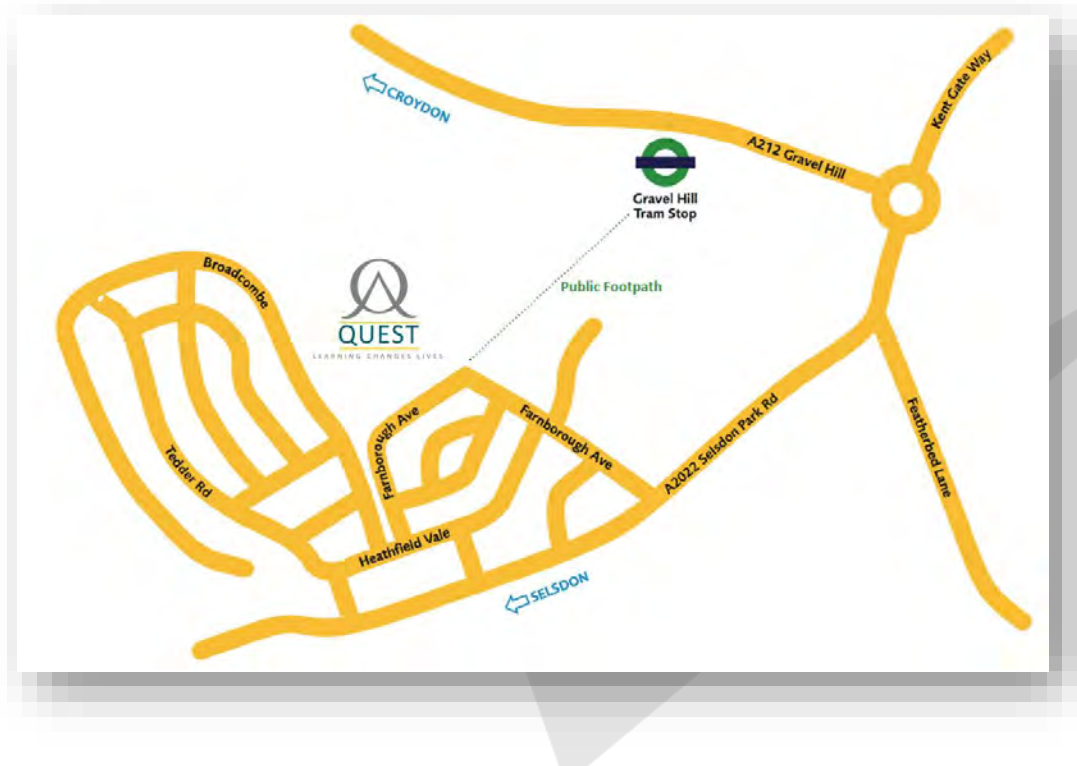 Kent Gate Way
CROYDON
A212 Gravel Hill
Gravel Hill
Tram Stop
Broadcombe
Public Footpath
QUEST
LEARNING CHANGES LIVES
Farnborough Ave
Farnborough Ave
A2022 Selsdon Park Rd
Featherbed Lane
Tedder Rd
Heathfield Vale
SELSDON